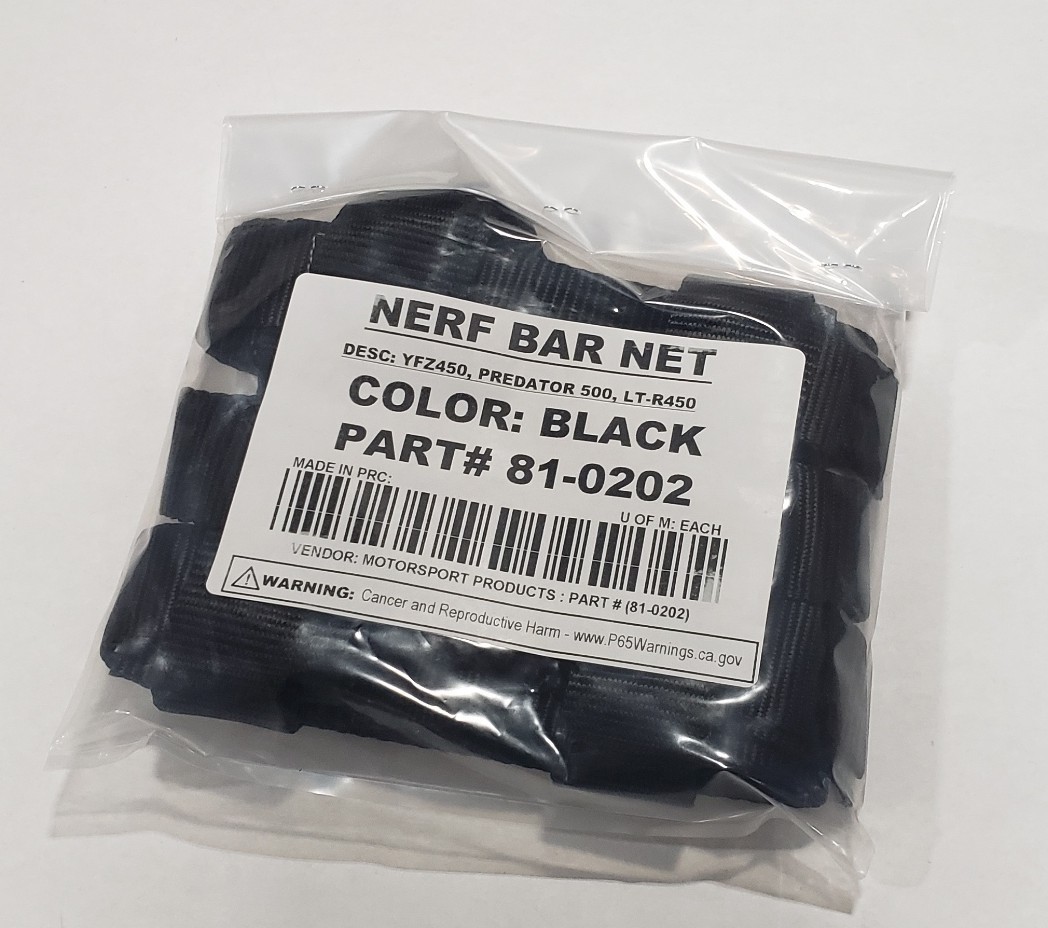 NERF BAR NET
DESC: YFZ450, PREDATOR 500, LT-R450
COLOR: BLACK
PART# 81-0202
MADE IN PRC:
U OF M: EACH
VENDOR: MOTORSPORT PRODUCTS : PART # (81-0202)
WARNING: Cancer and Reproductive Harm - www.P65Warnings.ca.gov